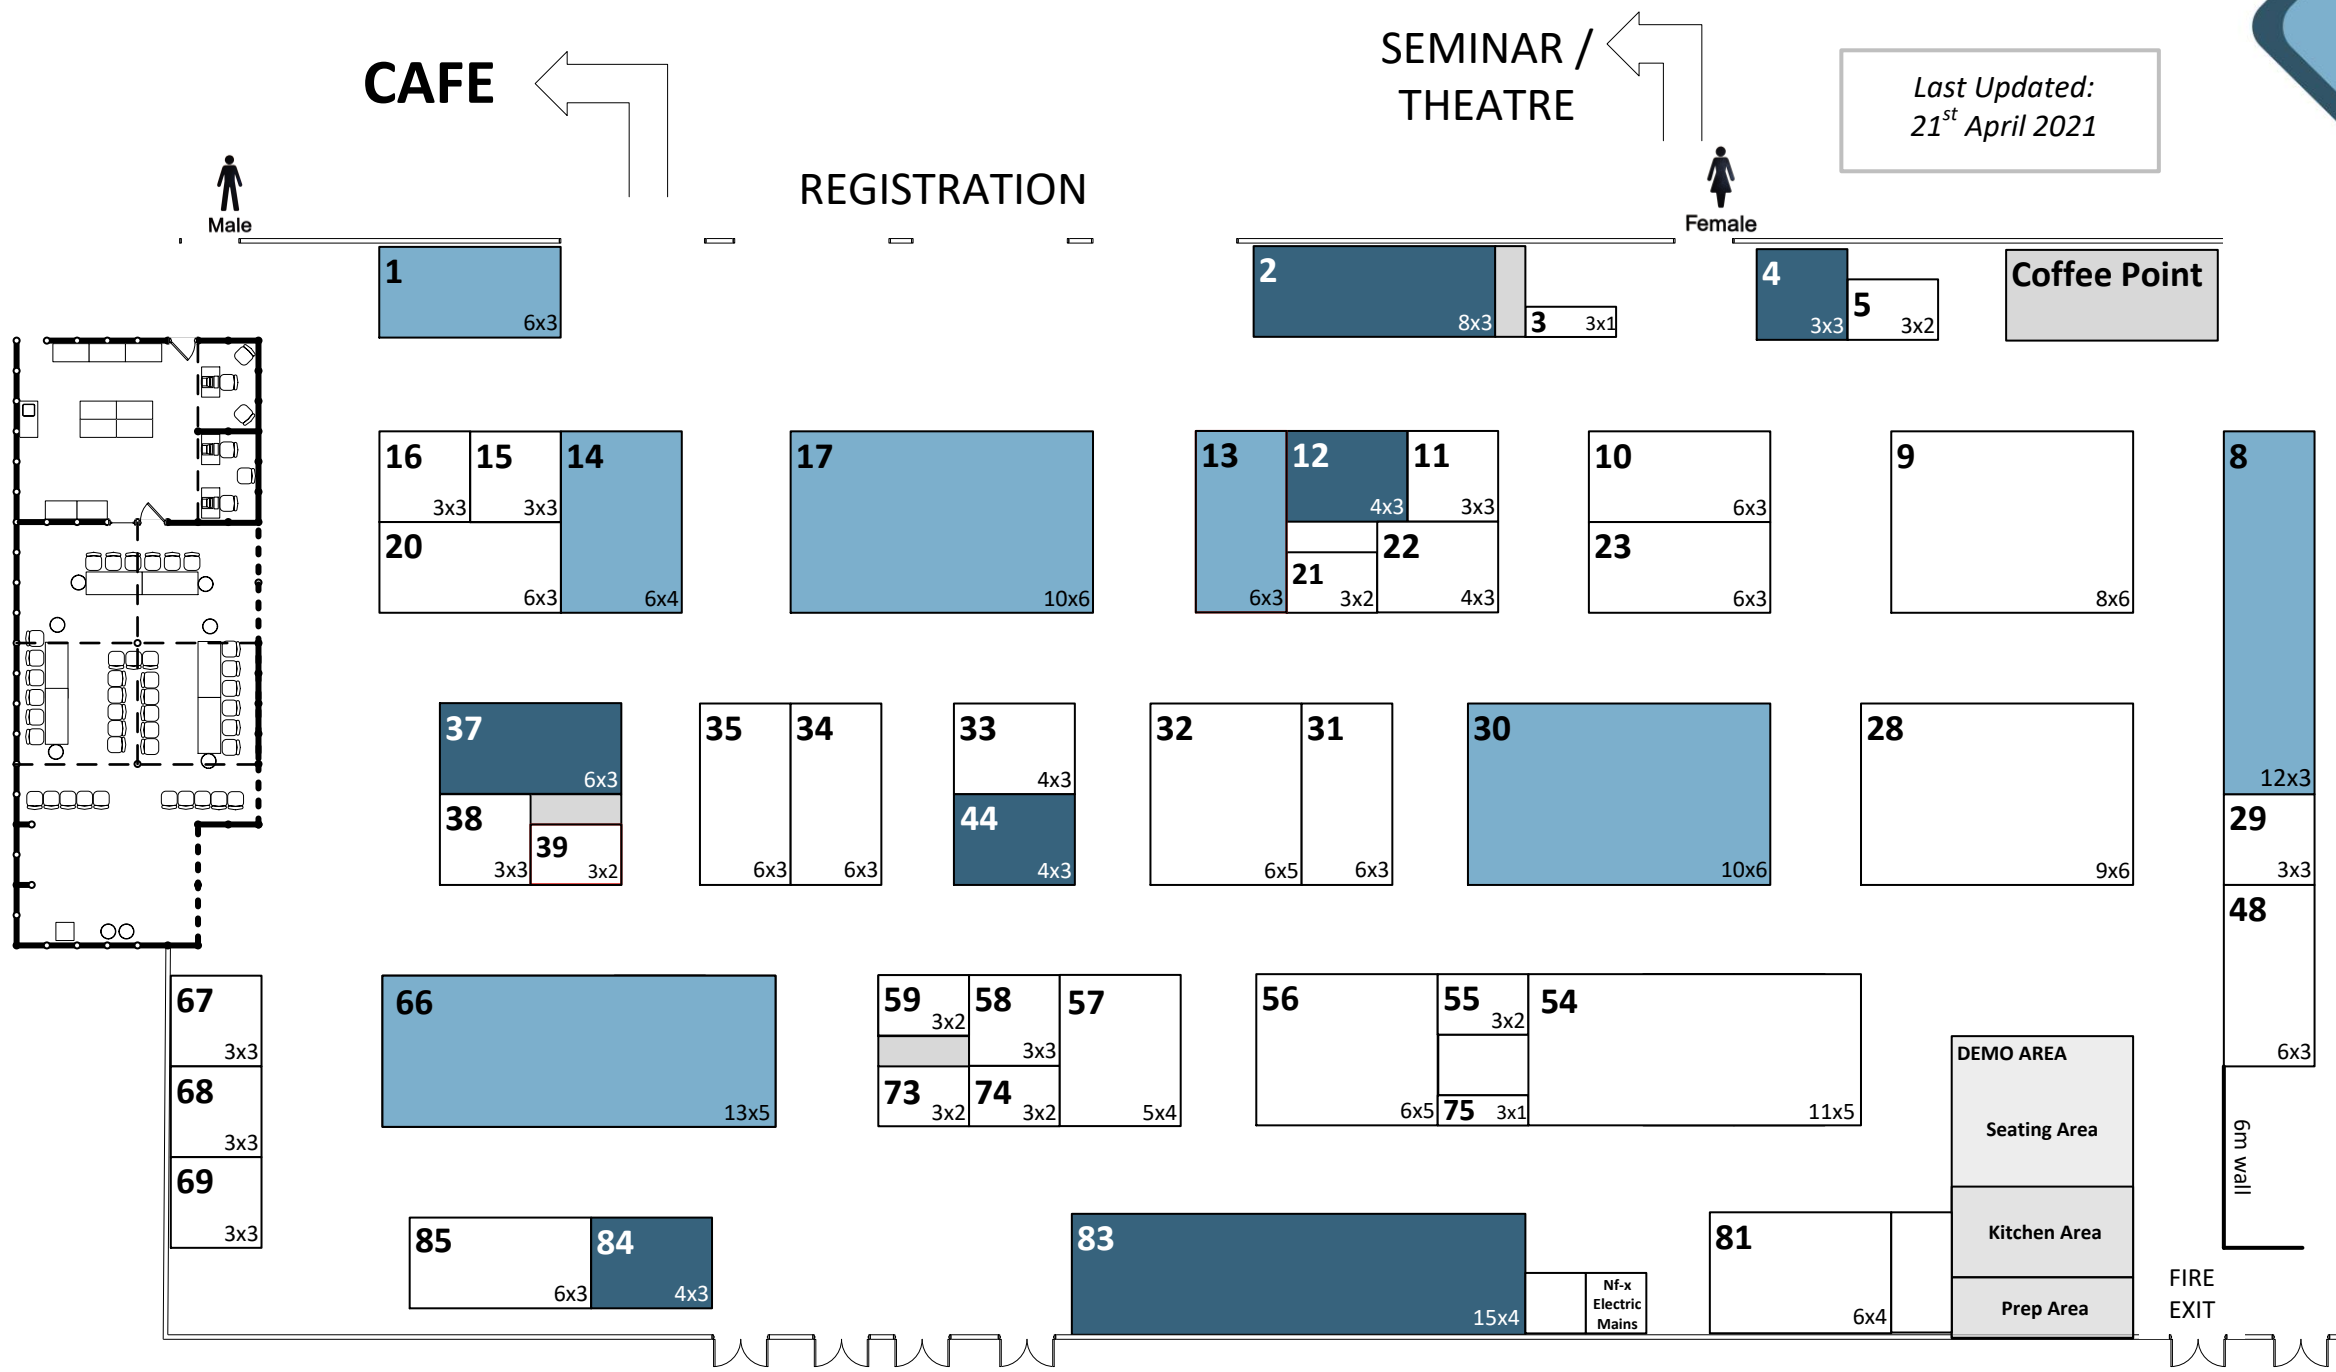 CAFE
SEMINAR /
THEATRE
Last Updated:
21st April 2021
REGISTRATION
Male
Female
1
6x3
2
8x3
3
3x1
4
3x3
5
3x2
Coffee Point
16
3x3
15
3x3
14
6x4
20
6x3
17
10x6
13
6x3
12
4x3
11
3x3
21
3x2
22
4x3
10
6x3
23
6x3
9
8x6
8
12x3
37
6x3
38
3x3
39
3x2
35
6x3
34
6x3
33
4x3
44
4x3
32
6x5
31
6x3
30
10x6
28
9x6
29
3x3
48
6x3
67
3x3
68
3x3
69
3x3
66
13x5
59
3x2
58
3x3
57
5x4
73
3x2
74
3x2
56
6x5
55
3x2
75
3x1
54
11x5
DEMO AREA
Seating Area
Kitchen Area
Prep Area
6m wall
85
6x3
84
4x3
83
15x4
Nf-x
Electric
Mains
81
6x4
FIRE
EXIT